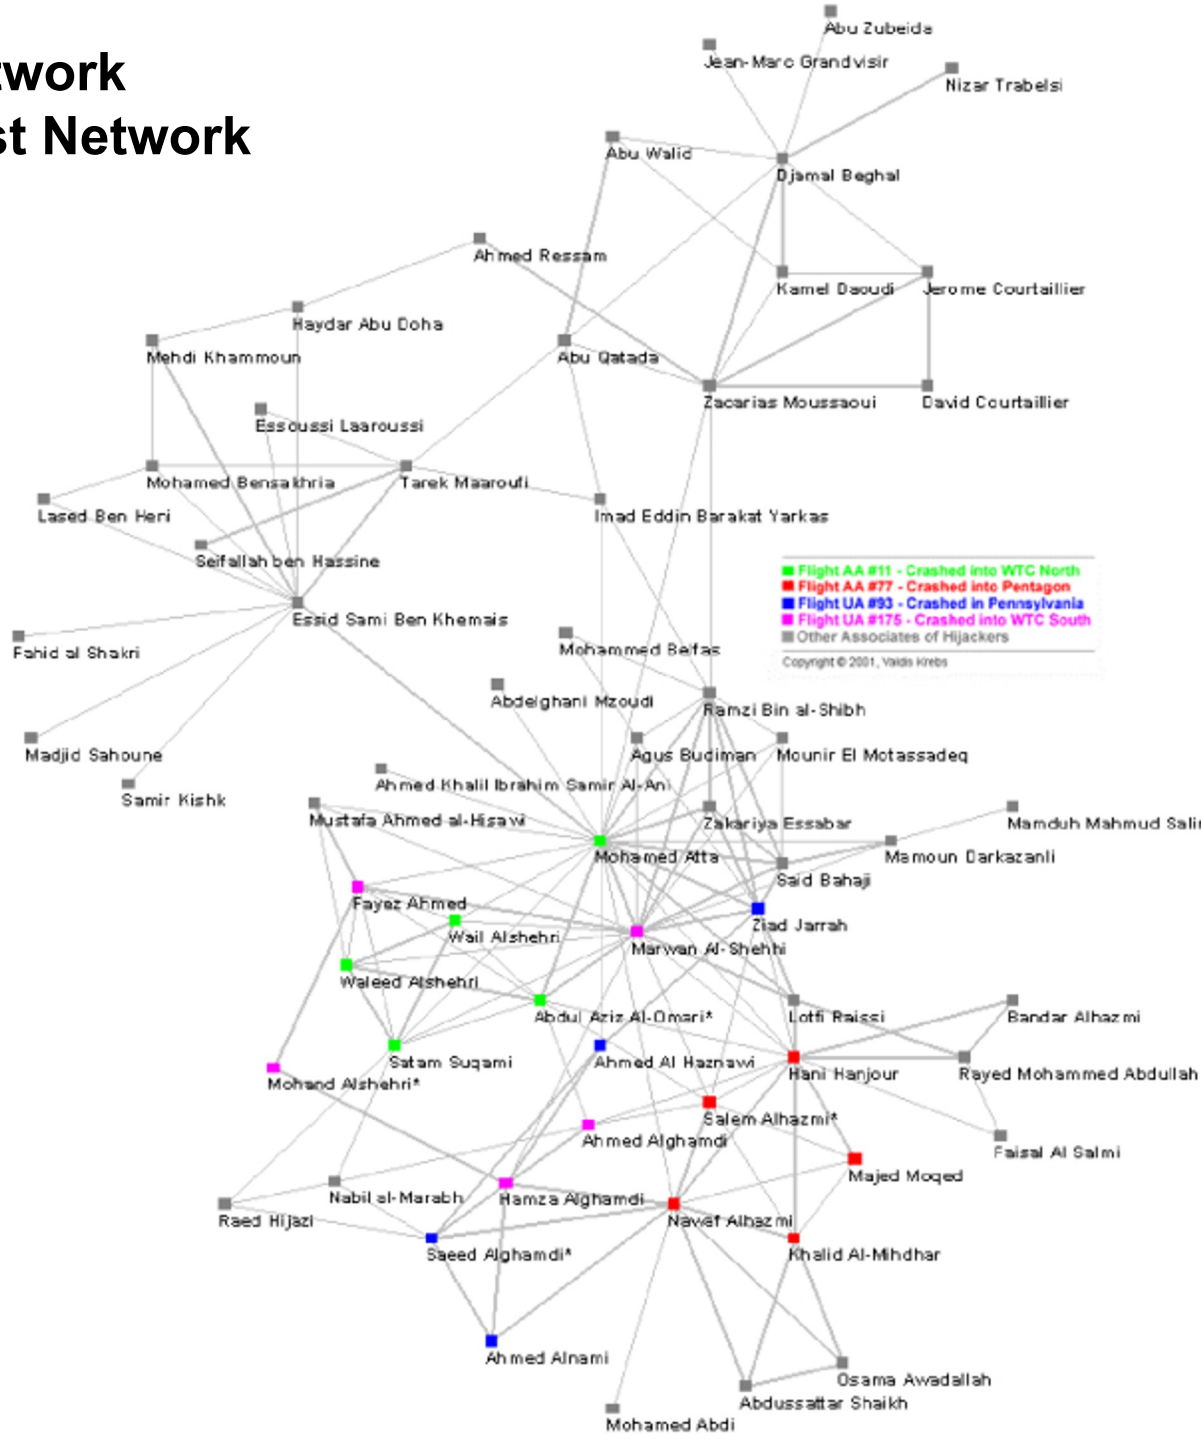 twork
st Network
Abu Zubeida
Jean-Marc Grandvisir
Nizar Trabelsi
Abu Walid
Djamal Beghal
Ahmed Ressam
Kamel Daoudi
Jerome Courtaillier
Haydar Abu Doha
Mehdi Khammoun
Abu Qatada
Zacarias Moussaoui
David Courtaillier
Essoussi Laaroussi
Mohamed Bensakhria
Tarek Maaroufi
Lased Ben Heni
Imad Eddin Barakat Yarkas
Seifallah ben Hassine
Flight AA #11 - Crashed into WTC North
Flight AA #77 - Crashed into Pentagon
Flight UA #93 - Crashed in Pennsylvania
Flight UA #175 - Crashed into WTC South
Other Associates of Hijackers
Copyright © 2001, Valdis Krebs
Essid Sami Ben Khemais
Fahid al Shakri
Mohammed Belfas
Abdelghani Mzoudi
Ramzi Bin al-Shibh
Madjid Sahoune
Agus Budiman
Mounir El Motassadeq
Ahmed Khalil Ibrahim Samir Al-Ani
Samir Kishk
Mustafa Ahmed al-Hisawi
Zakariya Essabar
Mamduh Mahmud Salim
Mohamed Atta
Mamoun Darkazanli
Said Bahaji
Fayez Ahmed
Ziad Jarrah
Wail Alshehri
Marwan Al-Shehhi
Waleed Alshehri
Abdul Aziz Al-Omari*
Lotfi Raissi
Bandar Alhazmi
Satam Suqami
Ahmed Al Haznawi
Hani Hanjour
Rayed Mohammed Abdullah
Mohand Alshehri*
Salem Alhazmi*
Ahmed Alghamdi
Faisal Al Salmi
Majed Moqed
Nabil al-Marabh
Hamza Alghamdi
Raed Hijazi
Nawaf Alhazmi
Saeed Alghamdi*
Khalid Al-Mihdhar
Ahmed Alnami
Osama Awadallah
Abdussattar Shaikh
Mohamed Abdi